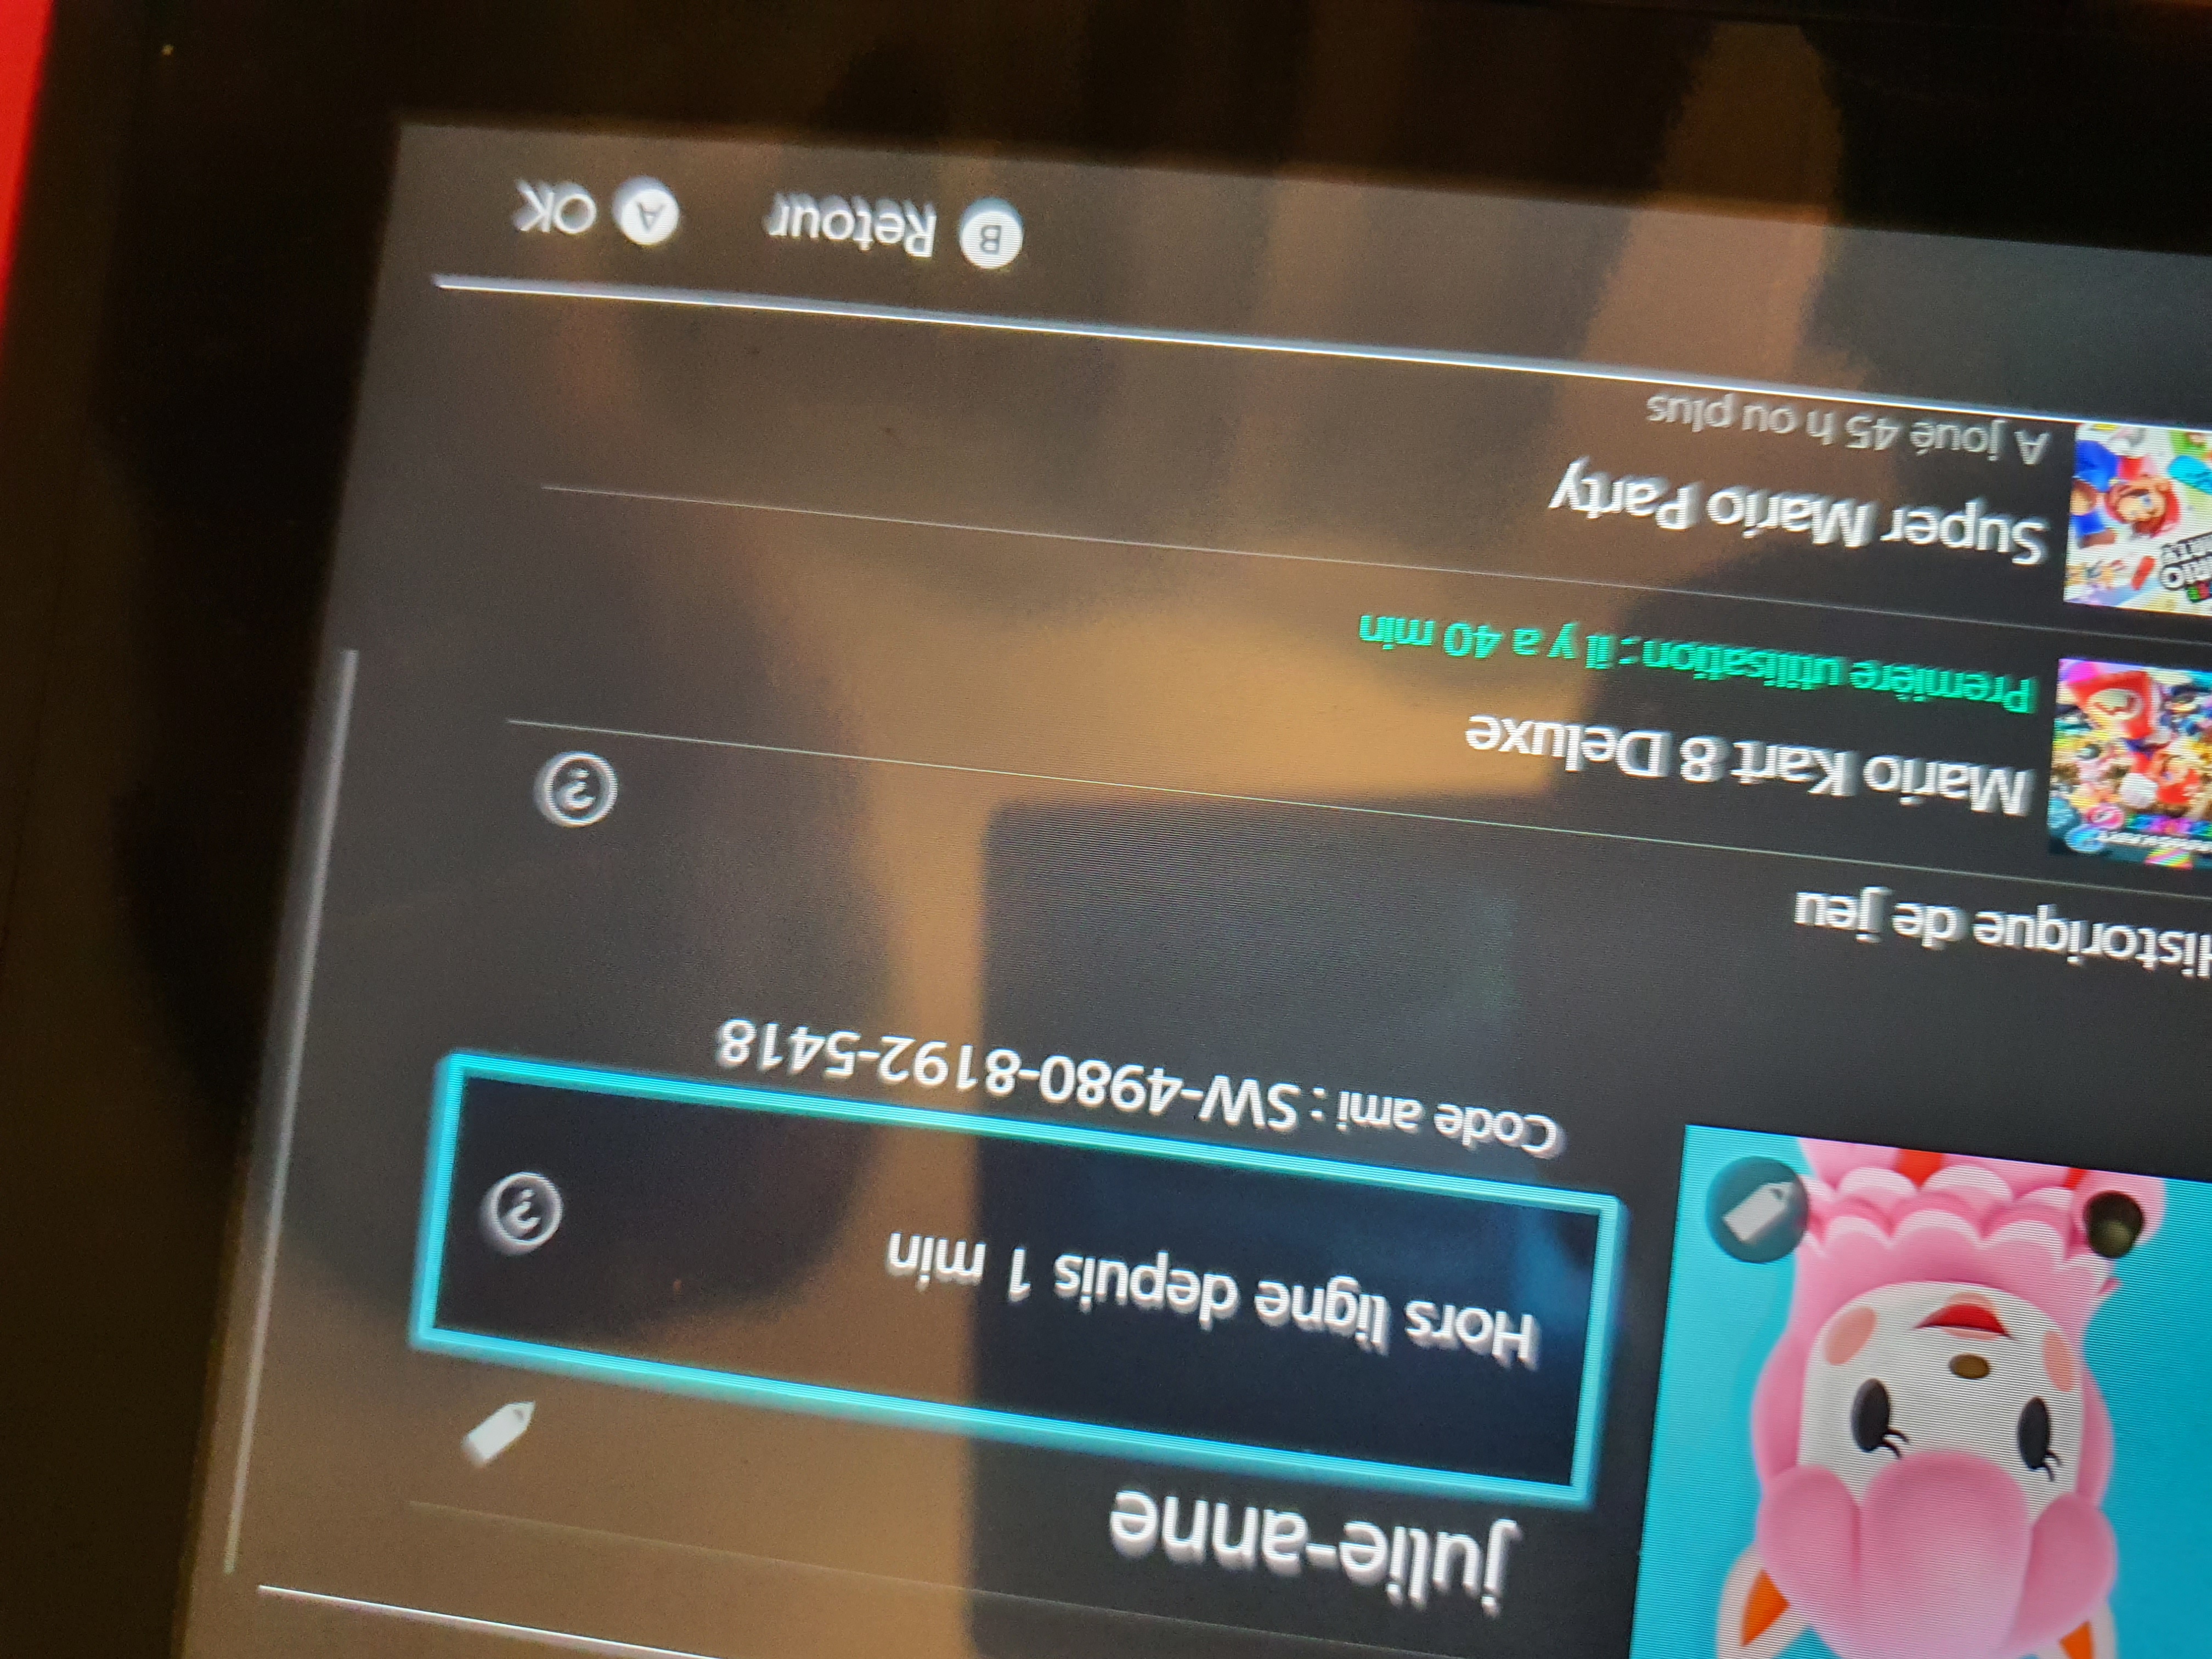 julie-anne
Hors ligne depuis 1 min
Code ami : SW-4980-8192-5418
Historique de jeu
Mario Kart 8 Deluxe
Première utilisation : il y a 40 min
Super Mario Party
A joué 45 h ou plus
B Retour A OK